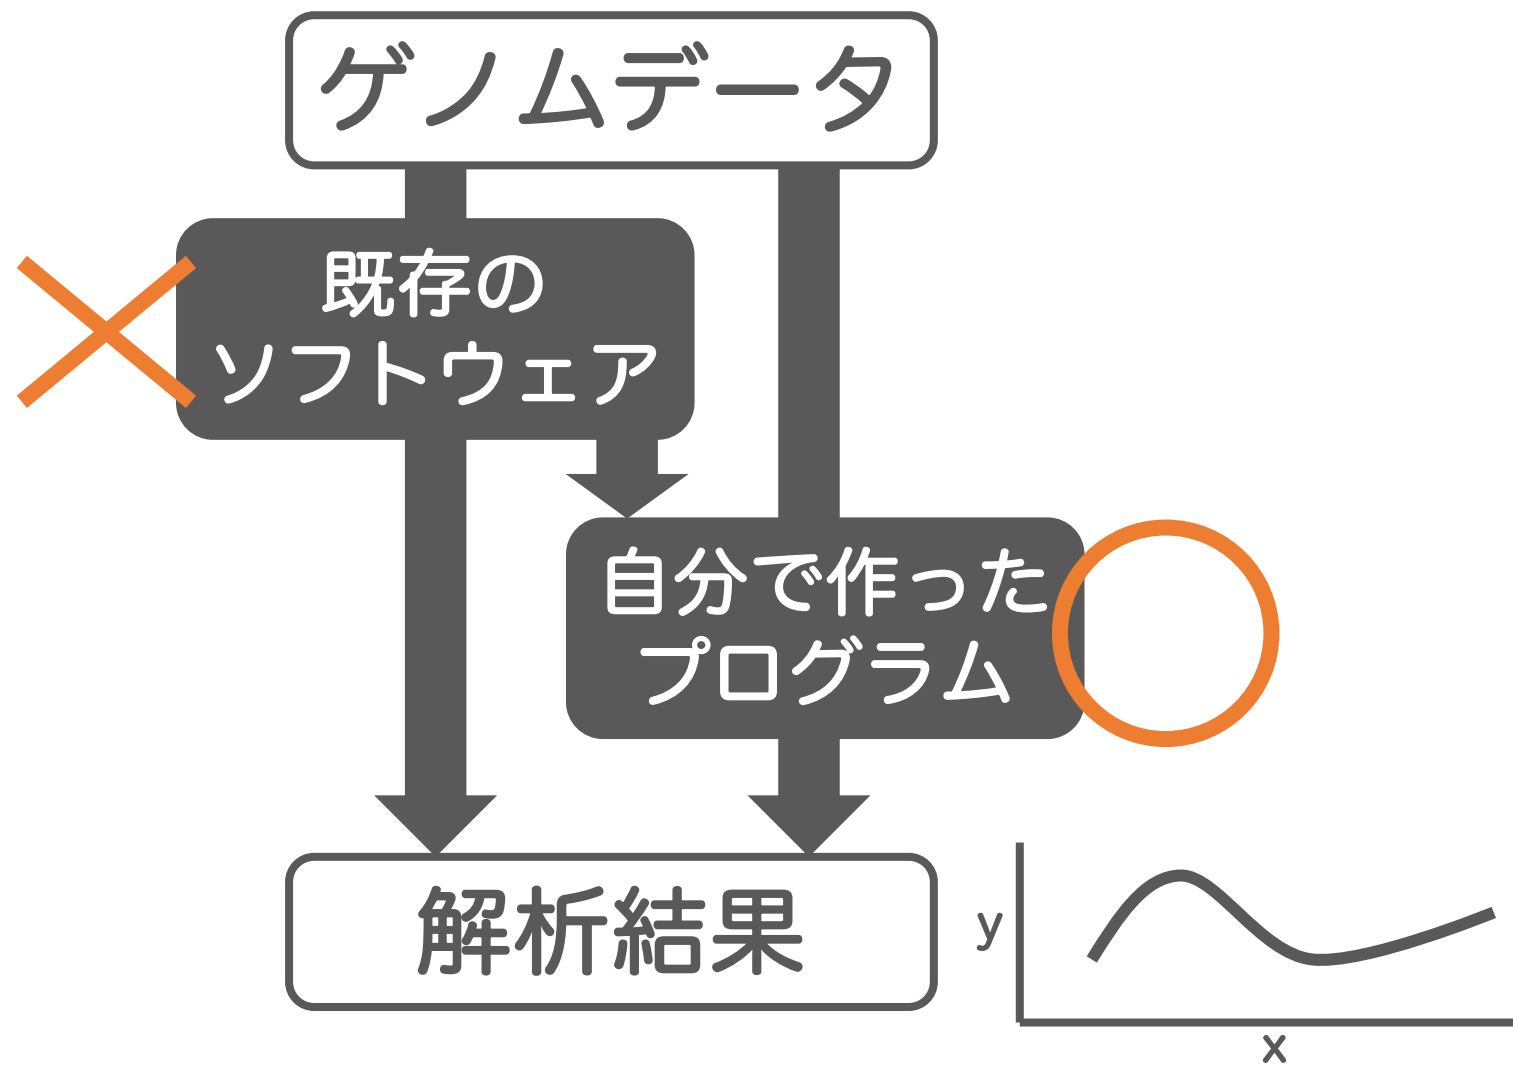 ゲノムデータ
既存の
ソフトウェア
自分で作った
プログラム
解析結果
y
x